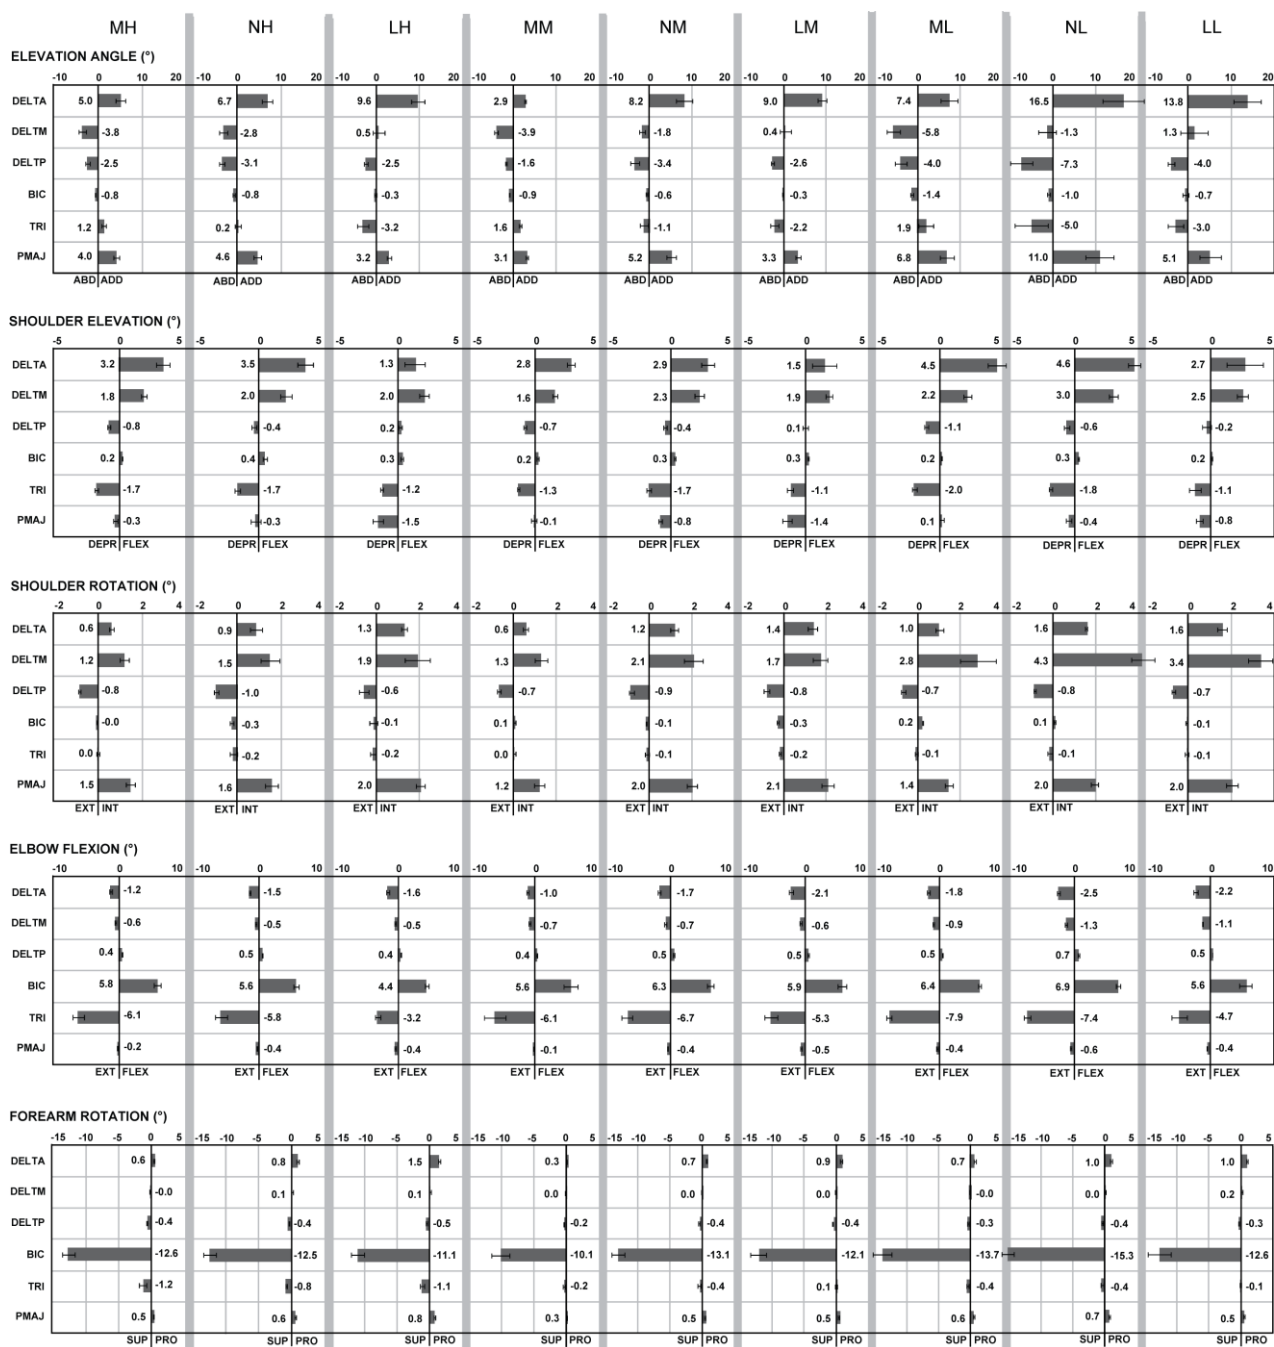 MH NH LH MM NM LM ML NL LL
ELEVATION ANGLE (°)
-10 0 10 20 -10 0 10 20 -10 0 10 20 -10 0 10 20 -10 0 10 20 -10 0 10 20 -10 0 10 20 -10 0 10 20 -10 0 10 20
DELTA 5.0 6.7 9.6 2.9 8.2 9.0 7.4 16.5 13.8
DELTM -3.8 -2.8 0.5 -3.9 -1.8 0.4 -5.8 -1.3 1.3
DELTP -2.5 -3.1 -2.5 -1.6 -3.4 -2.6 -4.0 -7.3 -4.0
BIC -0.8 -0.8 -0.3 -0.9 -0.6 -0.3 -1.4 -1.0 -0.7
TRI 1.2 0.2 -3.2 1.6 -1.1 -2.2 1.9 -5.0 -3.0
PMAJ 4.0 4.6 3.2 3.1 5.2 3.3 6.8 11.0 5.1
ABD ADD ABD ADD ABD ADD ABD ADD ABD ADD ABD ADD ABD ADD ABD ADD ABD ADD
SHOULDER ELEVATION (°)
-5 0 5 -5 0 5 -5 0 5 -5 0 5 -5 0 5 -5 0 5 -5 0 5 -5 0 5 -5 0 5
DELTA 3.2 3.5 1.3 2.8 2.9 1.5 4.5 4.6 2.7
DELTM 1.8 2.0 2.0 1.6 2.3 1.9 2.2 3.0 2.5
DELTP -0.8 -0.4 0.2 -0.7 -0.4 0.1 -1.1 -0.6 -0.2
BIC 0.2 0.4 0.3 0.2 0.3 0.3 0.2 0.3 0.2
TRI -1.7 -1.7 -1.2 -1.3 -1.7 -1.1 -2.0 -1.8 -1.1
PMAJ -0.3 -0.3 -1.5 -0.1 -0.8 -1.4 0.1 -0.4 -0.8
DEPR FLEX DEPR FLEX DEPR FLEX DEPR FLEX DEPR FLEX DEPR FLEX DEPR FLEX DEPR FLEX DEPR FLEX
SHOULDER ROTATION (°)
-2 0 2 4 -2 0 2 4 -2 0 2 4 -2 0 2 4 -2 0 2 4 -2 0 2 4 -2 0 2 4 -2 0 2 4 -2 0 2 4
DELTA 0.6 0.9 1.3 0.6 1.2 1.4 1.0 1.6 1.6
DELTM 1.2 1.5 1.9 1.3 2.1 1.7 2.8 4.3 3.4
DELTP -0.8 -1.0 -0.6 -0.7 -0.9 -0.8 -0.7 -0.8 -0.7
BIC -0.0 -0.3 -0.1 0.1 -0.1 -0.3 0.2 0.1 -0.1
TRI 0.0 -0.2 -0.2 0.0 -0.1 -0.2 -0.1 -0.1 -0.1
PMAJ 1.5 1.6 2.0 1.2 2.0 2.1 1.4 2.0 2.0
EXT INT EXT INT EXT INT EXT INT EXT INT EXT INT EXT INT EXT INT EXT INT
ELBOW FLEXION (°)
-10 0 10 -10 0 10 -10 0 10 -10 0 10 -10 0 10 -10 0 10 -10 0 10 -10 0 10 -10 0 10
DELTA -1.2 -1.5 -1.6 -1.0 -1.7 -2.1 -1.8 -2.5 -2.2
DELTM -0.6 -0.5 -0.5 -0.7 -0.7 -0.6 -0.9 -1.3 -1.1
DELTP 0.4 0.5 0.4 0.4 0.5 0.5 0.5 0.7 0.5
BIC 5.8 5.6 4.4 5.6 6.3 5.9 6.4 6.9 5.6
TRI -6.1 -5.8 -3.2 -6.1 -6.7 -5.3 -7.9 -7.4 -4.7
PMAJ -0.2 -0.4 -0.4 -0.1 -0.4 -0.5 -0.4 -0.6 -0.4
EXT FLEX EXT FLEX EXT FLEX EXT FLEX EXT FLEX EXT FLEX EXT FLEX EXT FLEX EXT FLEX
FOREARM ROTATION (°)
-15 -10 -5 0 5 -15 -10 -5 0 5 -15 -10 -5 0 5 -15 -10 -5 0 5 -15 -10 -5 0 5 -15 -10 -5 0 5 -15 -10 -5 0 5 -15 -10 -5 0 5 -15 -10 -5 0 5
DELTA 0.6 0.8 1.5 0.3 0.7 0.9 0.7 1.0 1.0
DELTM -0.0 0.1 0.1 0.0 0.0 0.0 -0.0 0.0 0.2
DELTP -0.4 -0.4 -0.5 -0.2 -0.4 -0.4 -0.3 -0.4 -0.3
BIC -12.6 -12.5 -11.1 -10.1 -13.1 -12.1 -13.7 -15.3 -12.6
TRI -1.2 -0.8 -1.1 -0.2 -0.4 0.1 -0.4 -0.4 -0.1
PMAJ 0.5 0.6 0.8 0.3 0.5 0.5 0.6 0.7 0.5
SUP PRO SUP PRO SUP PRO SUP PRO SUP PRO SUP PRO SUP PRO SUP PRO SUP PRO